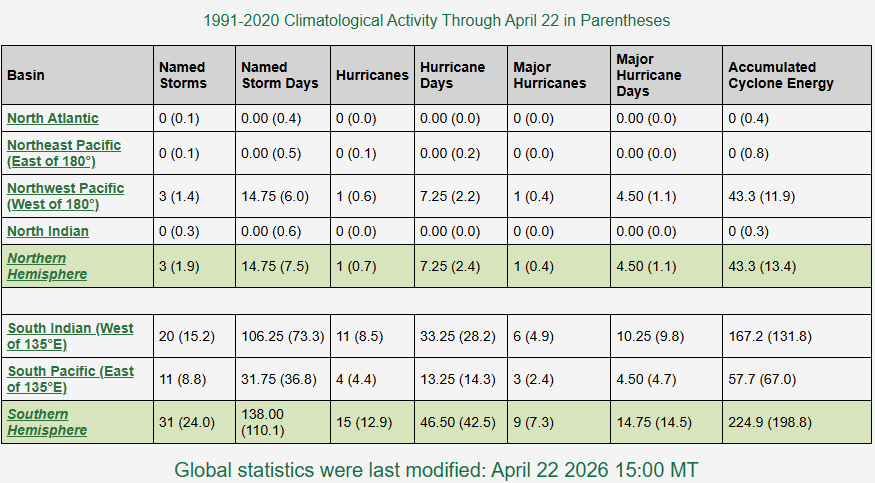 1991-2020 Climatological Activity Through April 22 in Parentheses
Basin Named Storms Named Storm Days Hurricanes Hurricane Days Major Hurricanes Major Hurricane Days Accumulated Cyclone Energy
North Atlantic 0 (0.1) 0.00 (0.4) 0 (0.0) 0.00 (0.0) 0 (0.0) 0.00 (0.0) 0 (0.4)
Northeast Pacific (East of 180°) 0 (0.1) 0.00 (0.5) 0 (0.1) 0.00 (0.2) 0 (0.0) 0.00 (0.0) 0 (0.8)
Northwest Pacific (West of 180°) 3 (1.4) 14.75 (6.0) 1 (0.6) 7.25 (2.2) 1 (0.4) 4.50 (1.1) 43.3 (11.9)
North Indian 0 (0.3) 0.00 (0.6) 0 (0.0) 0.00 (0.0) 0 (0.0) 0.00 (0.0) 0 (0.3)
Northern Hemisphere 3 (1.9) 14.75 (7.5) 1 (0.7) 7.25 (2.4) 1 (0.4) 4.50 (1.1) 43.3 (13.4)
South Indian (West of 135°E) 20 (15.2) 106.25 (73.3) 11 (8.5) 33.25 (28.2) 6 (4.9) 10.25 (9.8) 167.2 (131.8)
South Pacific (East of 135°E) 11 (8.8) 31.75 (36.8) 4 (4.4) 13.25 (14.3) 3 (2.4) 4.50 (4.7) 57.7 (67.0)
Southern Hemisphere 31 (24.0) 138.00 (110.1) 15 (12.9) 46.50 (42.5) 9 (7.3) 14.75 (14.5) 224.9 (198.8)
Global statistics were last modified: April 22 2026 15:00 MT